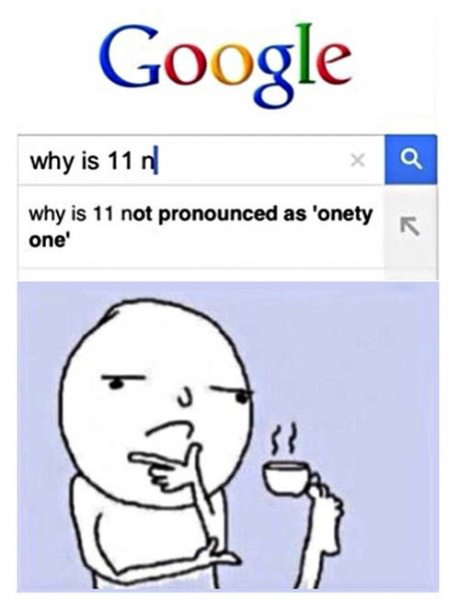 Google
why is 11 n
why is 11 not pronounced as 'onety
one'